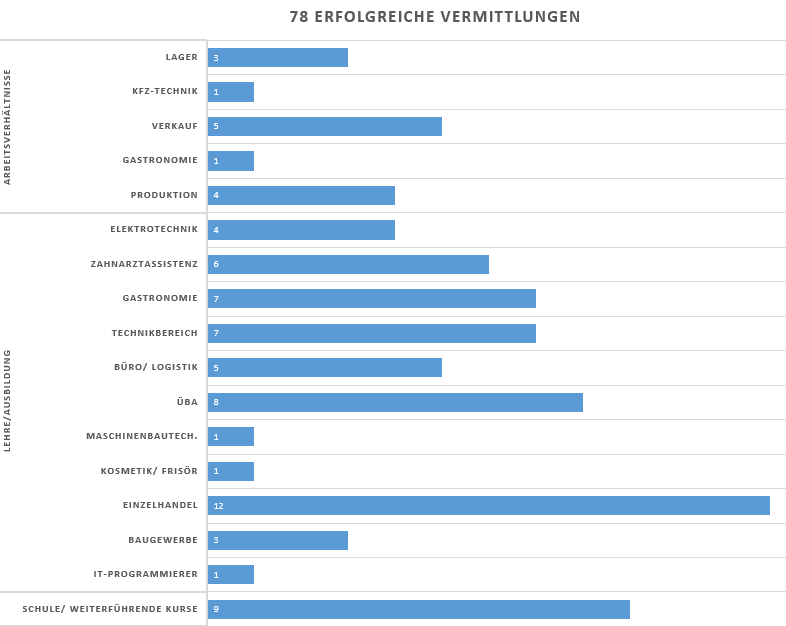 78 ERFOLGREICHE VERMITTLUNGEN
ARBEITSVERHÄLTNISSE
LAGER 3
KFZ-TECHNIK 1
VERKAUF 5
GASTRONOMIE 1
PRODUKTION 4
LEHRE/AUSBILDUNG
ELEKTROTECHNIK 4
ZAHNARZTASSISTENZ 6
GASTRONOMIE 7
TECHNIKBEREICH 7
BÜRO/ LOGISTIK 5
ÜBA 8
MASCHINENBAUTECH. 1
KOSMETIK/ FRISÖR 1
EINZELHANDEL 12
BAUGEWERBE 3
IT-PROGRAMMIERER 1
SCHULE/ WEITERFÜHRENDE KURSE 9